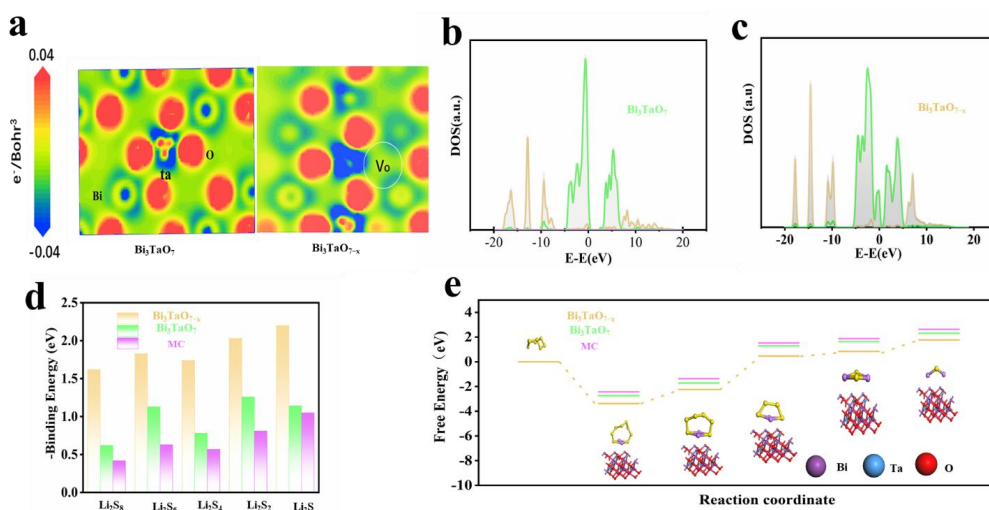 a
0.04
e⁻/Bohr³
-0.04
Bi
ta
O
Bi₃TaO₇
Vo
Bi₃TaO₇₋ₓ
b
DOS(a.u.)
Bi₃TaO₇
-20 -10 0 10 20
E-E(eV)
c
DOS (a.u)
Bi₃TaO₇₋ₓ
-20 -10 0 10 20
E-E(eV)
d
-Binding Energy (eV)
2.5
2.0
1.5
1.0
0.5
0.0
Bi₃TaO₇₋ₓ
Bi₃TaO₇
MC
Li₂S₈ Li₂S₆ Li₂S₄ Li₂S₂ Li₂S
e
Free Energy (eV)
4
2
0
-2
-4
-6
-8
-10
Bi₃TaO₇₋ₓ
Bi₃TaO₇
MC
Bi Ta O
Reaction coordinate